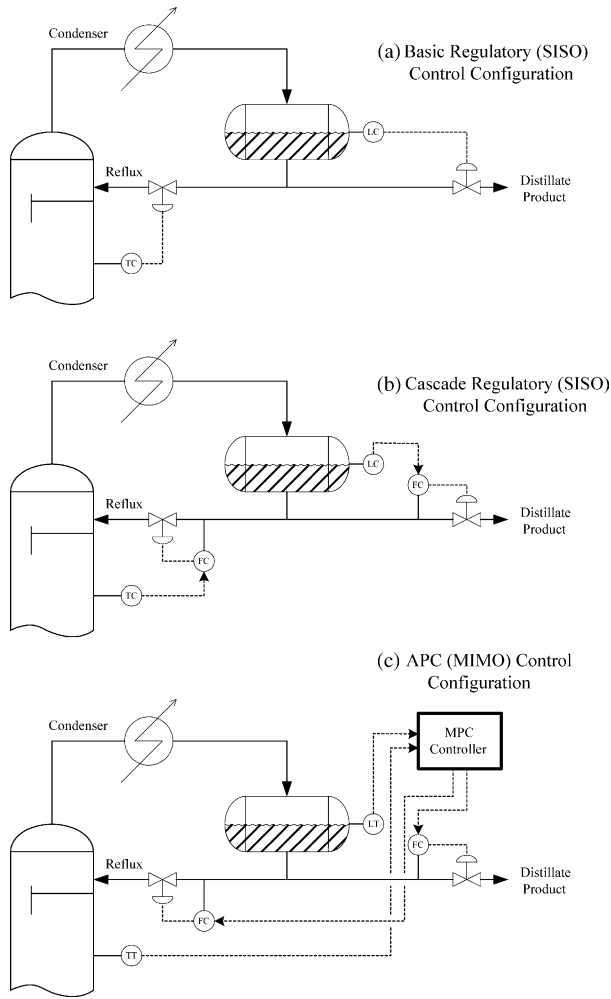 Condenser
(a) Basic Regulatory (SISO)
Control Configuration
LC
Reflux
Distillate
Product
TC
Condenser
(b) Cascade Regulatory (SISO)
Control Configuration
LC
FC
Reflux
Distillate
Product
FC
TC
(c) APC (MIMO) Control
Configuration
Condenser
MPC
Controller
LT
FC
Reflux
Distillate
Product
FC
TT